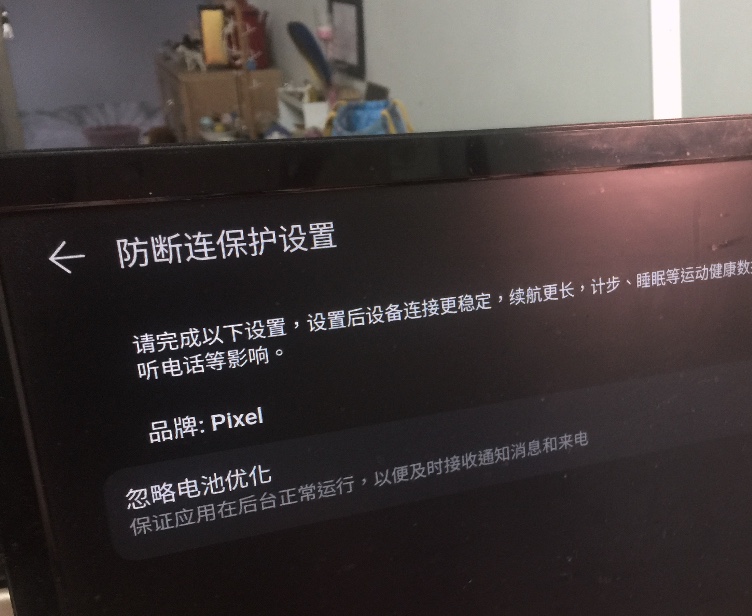 防断连保护设置
请完成以下设置，设置后设备连接更稳定，续航更长，计步、睡眠等运动健康数
听电话等影响。
品牌: Pixel
忽略电池优化
保证应用在后台正常运行，以便及时接收通知消息和来电